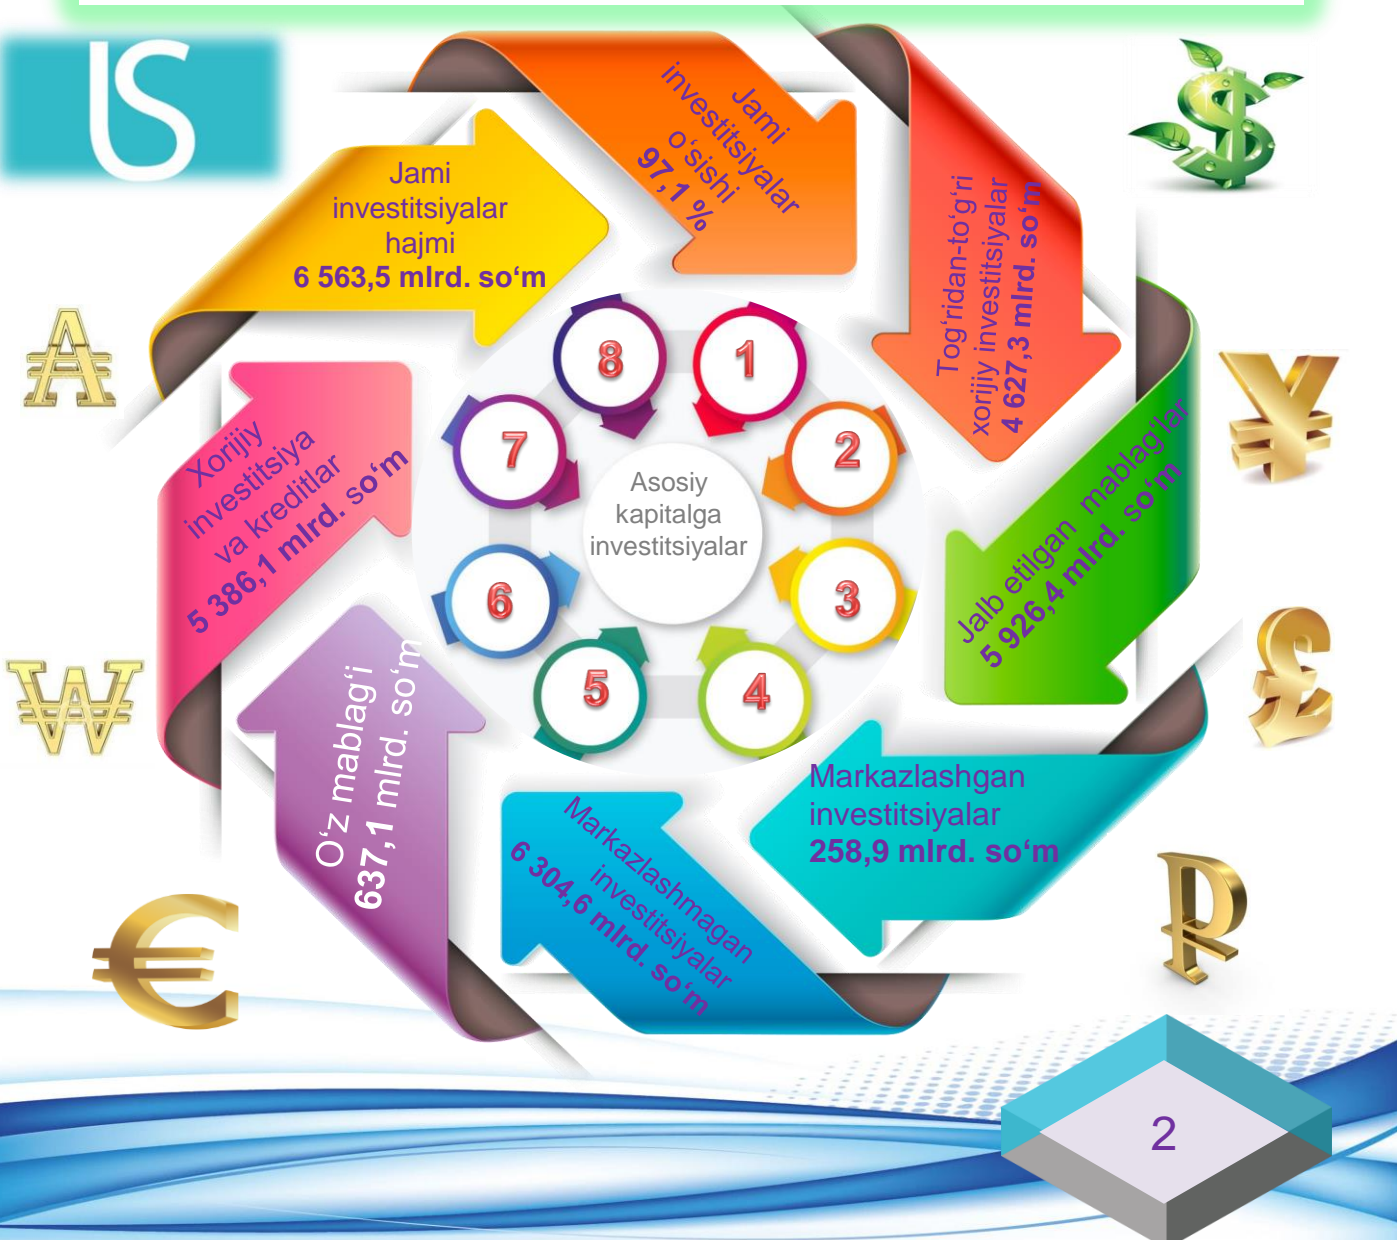 Jami
investitsiyalar
hajmi
6 563,5 mlrd. so‘m
Jami
investitsiyalar
o‘sishi
97,1 %
Tog‘ridan-to‘g‘ri
xorijiy investitsiyalar
4 627,3 mlrd. so‘m
Jalb etilgan mablag‘lar
5 926,4 mlrd. so‘m
Markazlashgan
investitsiyalar
258,9 mlrd. so‘m
Markazlashmagan
investitsiyalar
6 304,6 mlrd. so‘m
O‘z mablag‘i
637,1 mlrd. so‘m
Xorijiy
investitsiya
va kreditlar
5 386,1 mlrd. so‘m
Asosiy
kapitalga
investitsiyalar
1
2
3
4
5
6
7
8
2